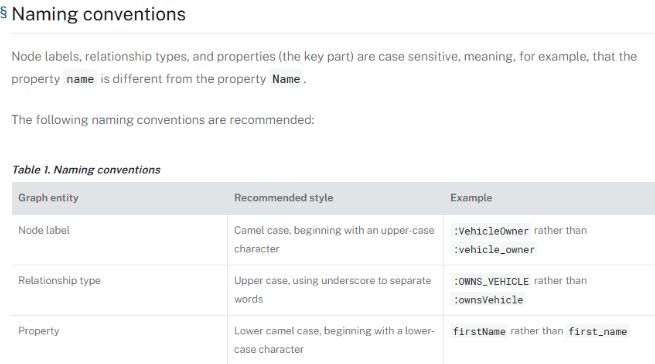 § Naming conventions
Node labels, relationship types, and properties (the key part) are case sensitive, meaning, for example, that the
property name is different from the property Name.
The following naming conventions are recommended:
Table 1. Naming conventions
Graph entity Recommended style Example
Node label Camel case, beginning with an upper-case :VehicleOwner rather than
character :vehicle_owner
Relationship type Upper case, using underscore to separate :OWNS_VEHICLE rather than
words :ownsVehicle
Property Lower camel case, beginning with a lower- firstName rather than first_name
case character